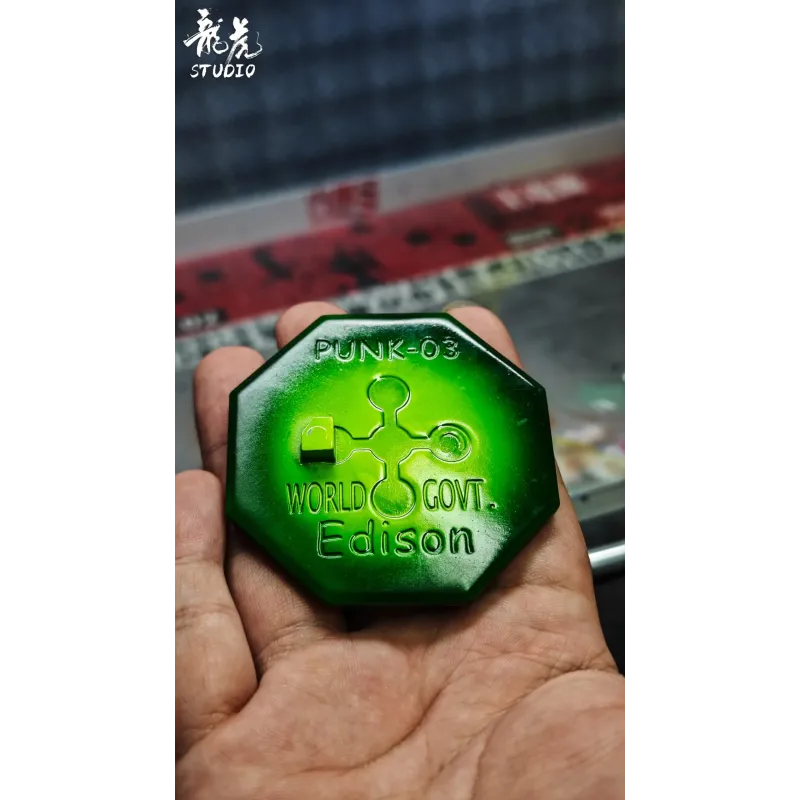 龍虎
STUDIO
PUNK-03
WORLD GOVT.
Edison